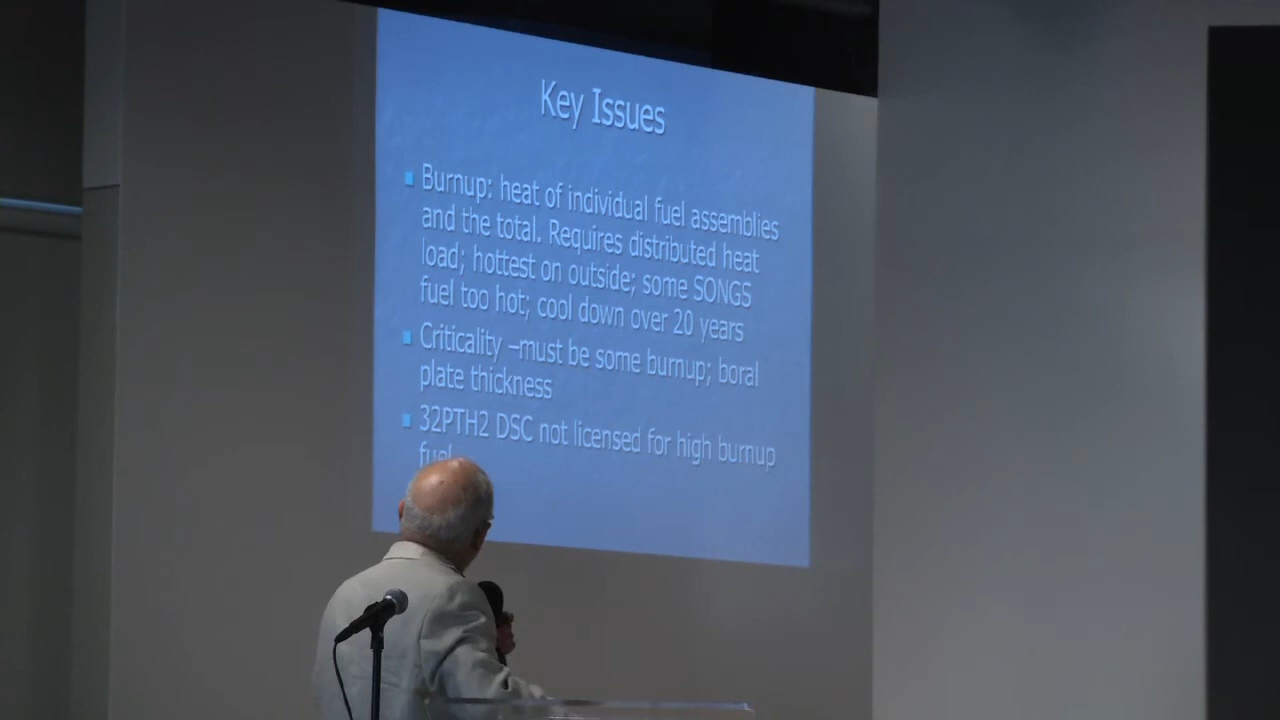 Key Issues
Burnup: heat of individual fuel assemblies
and the total. Requires distributed heat
load; hottest on outside; some SONGS
fuel too hot; cool down over 20 years
Criticality –must be some burnup; boral
plate thickness
32PTH2 DSC not licensed for high burnup
fuel